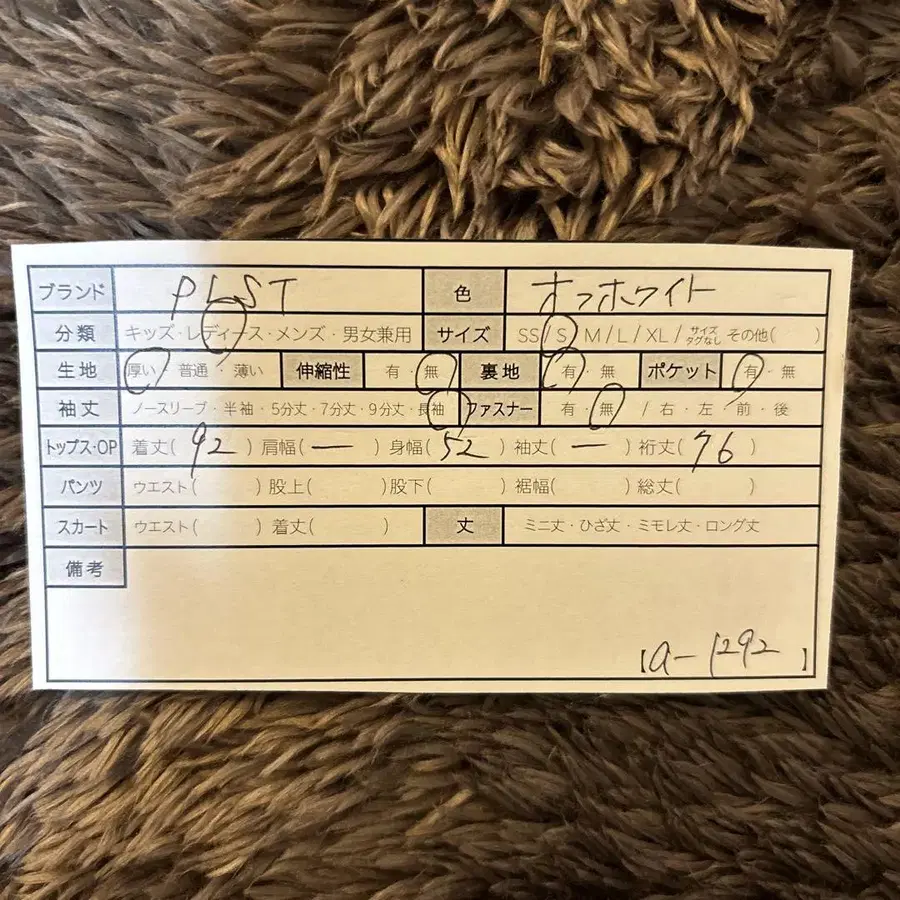 ブランド PLST 色 オフホワイト
分類 キッズ・レディース・メンズ・男女兼用 サイズ SS/S/M/L/XL/サイズタグなし その他( )
生地 厚い・普通・薄い 伸縮性 有・無 裏地 有・無 ポケット 有・無
袖丈 ノースリーブ・半袖・5分丈・7分丈・9分丈・長袖 ファスナー 有・無 / 右・左・前・後
トップス・OP 着丈( 92 ) 肩幅( ー ) 身幅( 52 ) 袖丈( ー ) 裄丈( 76 )
パンツ ウエスト( ) 股上( ) 股下( ) 裾幅( ) 総丈( )
スカート ウエスト( ) 着丈( ) 丈 ミニ丈・ひざ丈・ミモレ丈・ロング丈
備考
【a-1292 】